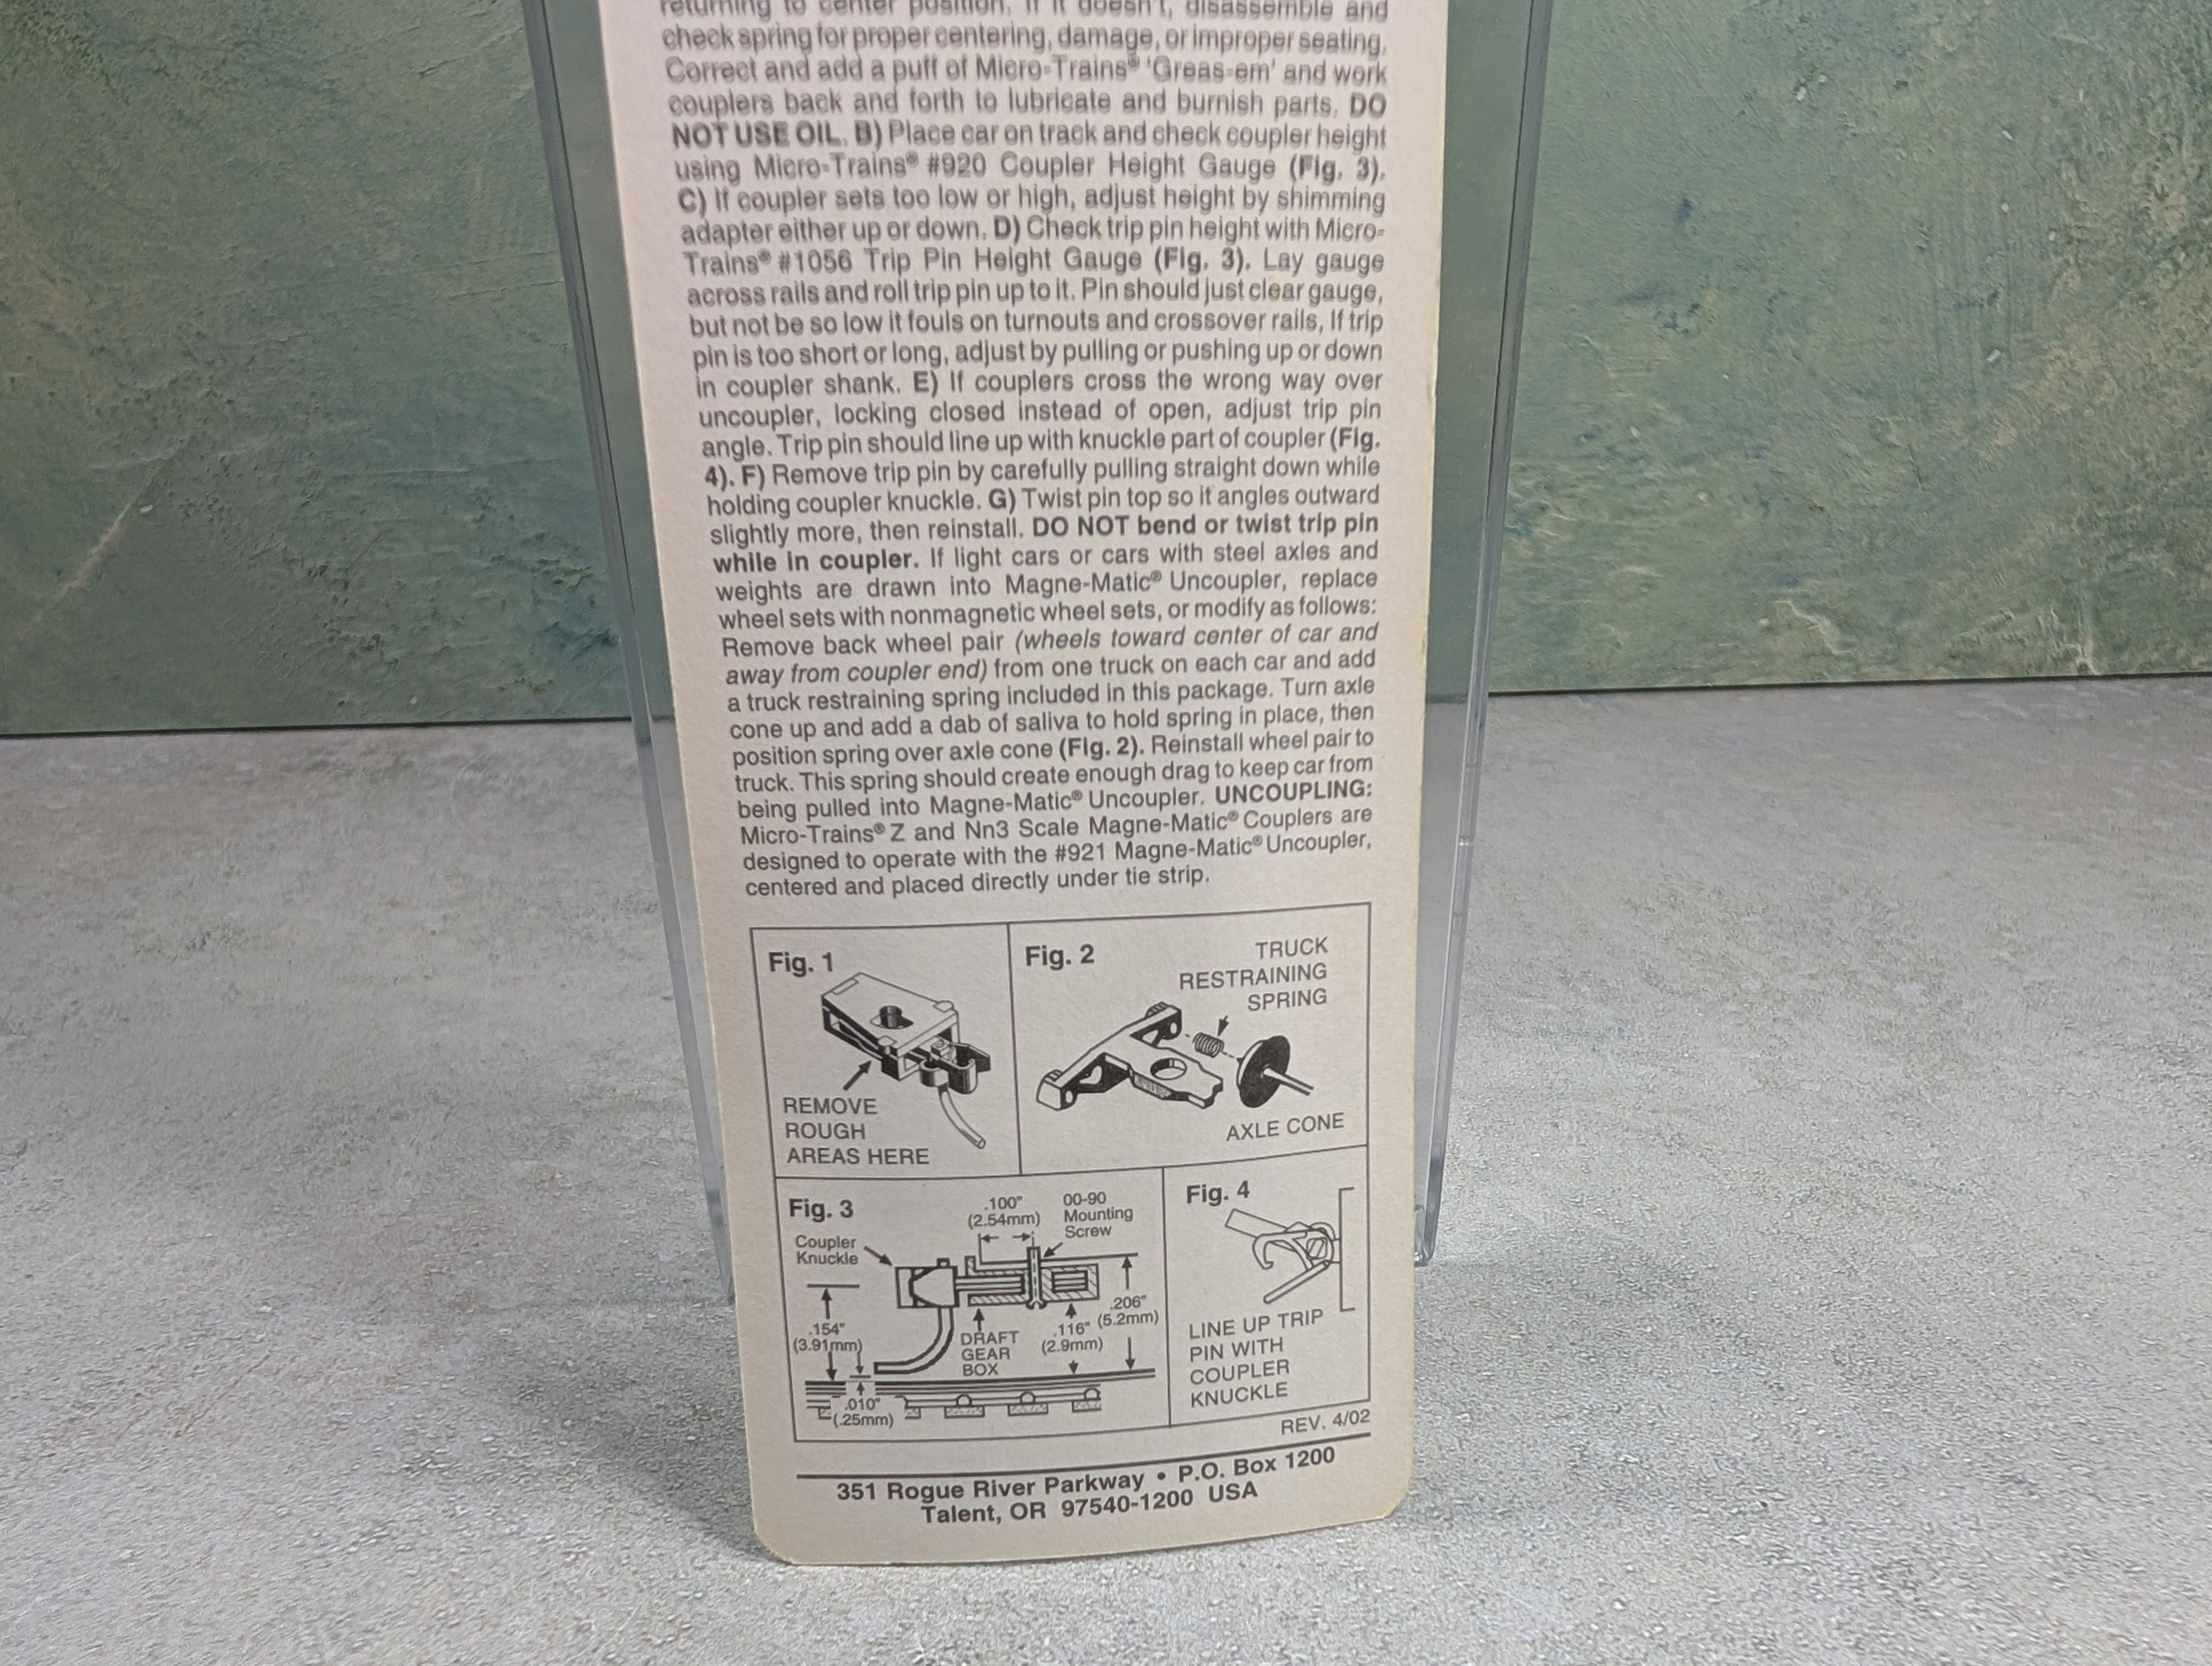 returning to center position. If it doesn't, disassemble and
check spring for proper centering, damage, or improper seating.
Correct and add a puff of Micro-Trains® 'Greas-em' and work
couplers back and forth to lubricate and burnish parts. DO
NOT USE OIL. B) Place car on track and check coupler height
using Micro-Trains® #920 Coupler Height Gauge (Fig. 3).
C) If coupler sets too low or high, adjust height by shimming
adapter either up or down. D) Check trip pin height with Micro-
Trains® #1056 Trip Pin Height Gauge (Fig. 3). Lay gauge
across rails and roll trip pin up to it. Pin should just clear gauge,
but not be so low it fouls on turnouts and crossover rails, If trip
pin is too short or long, adjust by pulling or pushing up or down
in coupler shank. E) If couplers cross the wrong way over
uncoupler, locking closed instead of open, adjust trip pin
angle. Trip pin should line up with knuckle part of coupler (Fig.
4). F) Remove trip pin by carefully pulling straight down while
holding coupler knuckle. G) Twist pin top so it angles outward
slightly more, then reinstall. DO NOT bend or twist trip pin
while in coupler. If light cars or cars with steel axles and
weights are drawn into Magne-Matic® Uncoupler, replace
wheel sets with nonmagnetic wheel sets, or modify as follows:
Remove back wheel pair (wheels toward center of car and
away from coupler end) from one truck on each car and add
a truck restraining spring included in this package. Turn axle
cone up and add a dab of saliva to hold spring in place, then
position spring over axle cone (Fig. 2). Reinstall wheel pair to
truck. This spring should create enough drag to keep car from
being pulled into Magne-Matic® Uncoupler. UNCOUPLING:
Micro-Trains® Z and Nn3 Scale Magne-Matic® Couplers are
designed to operate with the #921 Magne-Matic® Uncoupler,
centered and placed directly under tie strip.
Fig. 1
REMOVE
ROUGH
AREAS HERE
Fig. 2
TRUCK
RESTRAINING
SPRING
AXLE CONE
Fig. 3
Coupler
Knuckle
.100"
(2.54mm)
00-90
Mounting
Screw
.154"
(3.91mm)
.010"
(.25mm)
DRAFT
GEAR
BOX
.116"
(2.9mm)
.206"
(5.2mm)
Fig. 4
LINE UP TRIP
PIN WITH
COUPLER
KNUCKLE
REV. 4/02
351 Rogue River Parkway • P.O. Box 1200
Talent, OR 97540-1200 USA